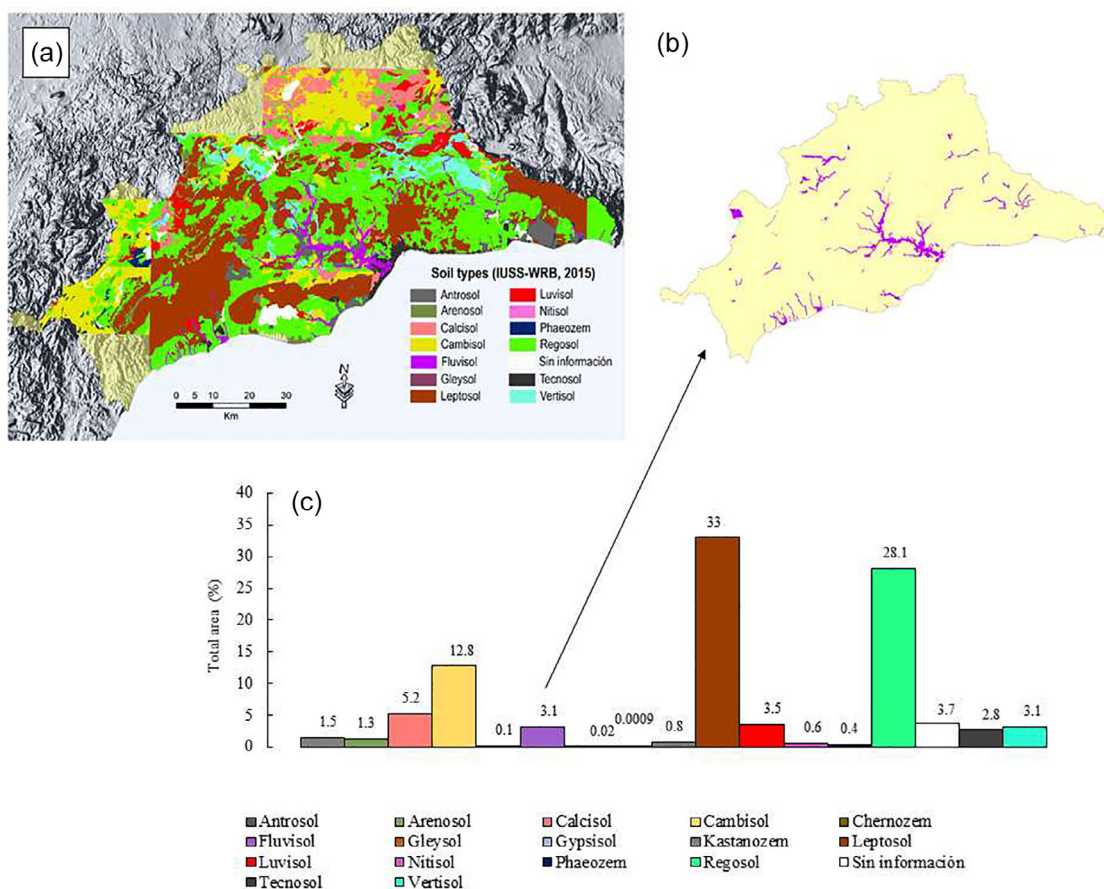 (a)
Soil types (IUSS-WRB, 2015)
Antrosol
Arenosol
Calcisol
Cambisol
Fluvisol
Gleysol
Leptosol
Luvisol
Nitisol
Phaeozem
Regosol
Sin información
Tecnosol
Vertisol
N
0 5 10 20 30
Km
(b)
(c)
Total area (%)
40
35
30
25
20
15
10
5
0
1.5
1.3
5.2
12.8
0.1
3.1
0.02
0.0009
0.8
33
3.5
0.6
0.4
28.1
3.7
2.8
3.1
Antrosol Arenosol Calcisol Cambisol Chernozem
Fluvisol Gleysol Gypsisol Kastanozem Leptosol
Luvisol Nitisol Phaeozem Regosol Sin información
Tecnosol Vertisol